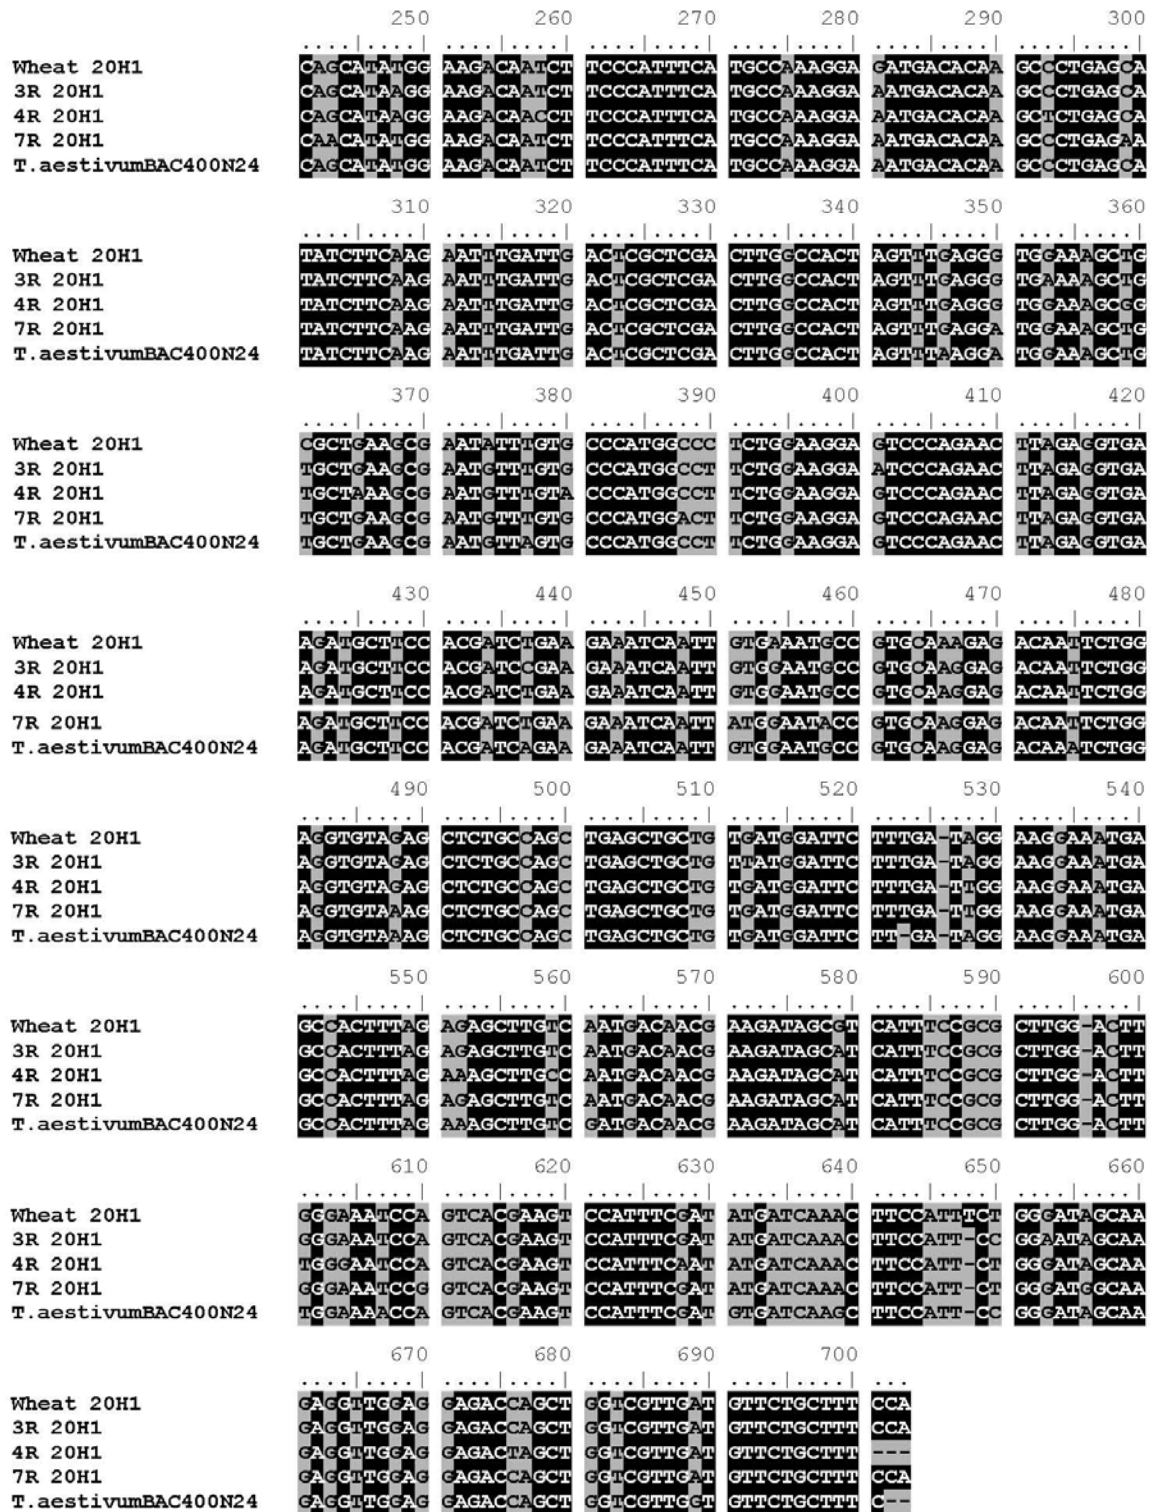 250 260 270 280 290 300
....|....| ....|....| ....|....| ....|....| ....|....| ....|....|
Wheat 20H1 CAGCATATGG AAGACAATCT TCCCATTTCA TGCCAAAGGA GATGACACAA GCCCTGAGCA
3R 20H1 CAGCATAAGG AAGACAATCT TCCCATTTCA TGCCAAAGGA AATGACACAA GCCCTGAGCA
4R 20H1 CAGCATAAGG AAGACAACCT TCCCATTTCA TGCCAAAGGA AATGACACAA GCTCTGAGCA
7R 20H1 CAACATATGG AAGACAATCT TCCCATTTCA TGCCAAAGGA AATGACACAA GCCCTGAGAA
T.aestivumBAC400N24 CAGCATATGG AAGACAATCT TCCCATTTCA TGCCAAAGGA AATGACACAA GCCCTGAGCA
310 320 330 340 350 360
....|....| ....|....| ....|....| ....|....| ....|....| ....|....|
Wheat 20H1 TATCTTCAAG AATTTGATTG ACTCGCTCGA CTTGGCCACT AGTTTGAGGG TGGAAAGCTG
3R 20H1 TATCTTCAAG AATTTGATTG ACTCGCTCGA CTTGGCCACT AGTTTGAGGG TGAAAAGCTG
4R 20H1 TATCTTCAAG AATTTGATTG ACTCGCTCGA CTTGGCCACT AGTTTGAGGG TGGAAAGCGG
7R 20H1 TATCTTCAAG AATTTGATTG ACTCGCTCGA CTTGGCCACT AGTTTGAGGA TGGAAAGCTG
T.aestivumBAC400N24 TATCTTCAAG AATTTGATTG ACTCGCTCGA CTTGGCCACT AGTTTAAGGA TGGAAAGCTG
370 380 390 400 410 420
....|....| ....|....| ....|....| ....|....| ....|....| ....|....|
Wheat 20H1 CGCTGAAGCG AATATTTGTG CCCATGGCCC TCTGGAAGGA GTCCCAGAAC TTAGAGGTGA
3R 20H1 TGCTGAAGCG AATGTTTGTG CCCATGGCCT TCTGGAAGGA ATCCCAGAAC TTAGAGGTGA
4R 20H1 TGCTAAAGCG AATGTTTGTA CCCATGGCCT TCTGGAAGGA GTCCCAGAAC TTAGAGGTGA
7R 20H1 TGCTGAAGCG AATGTTTGTG CCCATGGACT TCTGGAAGGA GTCCCAGAAC TTAGAGGTGA
T.aestivumBAC400N24 TGCTGAAGCG AATGTTAGTG CCCATGGCCT TCTGGAAGGA GTCCCAGAAC TTAGAGGTGA
430 440 450 460 470 480
....|....| ....|....| ....|....| ....|....| ....|....| ....|....|
Wheat 20H1 AGATGCTTCC ACGATCTGAA GAAATCAATT GTGAAATGCC GTGCAAAGAG ACAATTCTGG
3R 20H1 AGATGCTTCC ACGATCCGAA GAAATCAATT GTGGAATGCC GTGCAAGGAG ACAATTCTGG
4R 20H1 AGATGCTTCC ACGATCTGAA GAAATCAATT GTGGAATGCC GTGCAAGGAG ACAATTCTGG
7R 20H1 AGATGCTTCC ACGATCTGAA GAAATCAATT ATGGAATACC GTGCAAGGAG ACAATTCTGG
T.aestivumBAC400N24 AGATGCTTCC ACGATCAGAA GAAATCAATT GTGGAATGCC GTGCAAGGAG ACAAATCTGG
490 500 510 520 530 540
....|....| ....|....| ....|....| ....|....| ....|....| ....|....|
Wheat 20H1 AGGTGTAGAG CTCTGCCAGC TGAGCTGCTG TGATGGATTC TTTGA-TAGG AAGGAAATGA
3R 20H1 AGGTGTAGAG CTCTGCCAGC TGAGCTGCTG TTATGGATTC TTTGA-TAGG AAGGAAATGA
4R 20H1 AGGTGTAGAG CTCTGCCAGC TGAGCTGCTG TGATGGATTC TTTGA-TTGG AAGGAAATGA
7R 20H1 AGGTGTAAAG CTCTGCCAGC TGAGCTGCTG TGATGGATTC TTTGA-TTGG AAGGAAATGA
T.aestivumBAC400N24 AGGTGTAAAG CTCTGCCAGC TGAGCTGCTG TGATGGATTC TT-GA-TAGG AAGGAAATGA
550 560 570 580 590 600
....|....| ....|....| ....|....| ....|....| ....|....| ....|....|
Wheat 20H1 GCCACTTTAG AGAGCTTGTC AATGACAACG AAGATAGCGT CATTTCCGCG CTTGG-ACTT
3R 20H1 GCCACTTTAG AGAGCTTGTC AATGACAACG AAGATAGCAT CATTTCCGCG CTTGG-ACTT
4R 20H1 GCCACTTTAG AAAGCTTGCC AATGACAACG AAGATAGCAT CATTTCCGCG CTTGG-ACTT
7R 20H1 GCCACTTTAG AGAGCTTGTC AATGACAACG AAGATAGCAT CATTTCCGCG CTTGG-ACTT
T.aestivumBAC400N24 GCCACTTTAG AAAGCTTGTC GATGACAACG AAGATAGCAT CATTTCCGCG CTTGG-ACTT
610 620 630 640 650 660
....|....| ....|....| ....|....| ....|....| ....|....| ....|....|
Wheat 20H1 GGGAAATCCA GTCACGAAGT CCATTTCGAT ATGATCAAAC TTCCATTTCT GGGATAGCAA
3R 20H1 GGGAAATCCA GTCACGAAGT CCATTTCGAT ATGATCAAAC TTCCATT-CC GGAATAGCAA
4R 20H1 TGGGAATCCA GTCACGAAGT CCATTTCAAT ATGATCAAAC TTCCATT-CT GGGATAGCAA
7R 20H1 GGGAAATCCG GTCACGAAGT CCATTTCGAT ATGATCAAAC TTCCATT-CT GGGATGGCAA
T.aestivumBAC400N24 TGGAAAACCA GTCACGAAGT CCATTTCGAT GTGATCAAGC TTCCATT-CC GGGATAGCAA
670 680 690 700
....|....| ....|....| ....|....| ....|....| ...
Wheat 20H1 GAGGTTGGAG GAGACCAGCT GGTCGTTGAT GTTCTGCTTT CCA
3R 20H1 GAGGTTGGAG GAGACCAGCT GGTCGTTGAT GTTCTGCTTT CCA
4R 20H1 GAGGTTGGAG GAGACTAGCT GGTCGTTGAT GTTCTGCTTT ---
7R 20H1 GAGGTTGGAG GAGACCAGCT GGTCGTTGAT GTTCTGCTTT CCA
T.aestivumBAC400N24 GAGGTTGGAG GAGACCAGCT GGTCGTTGGT GTTCTGCTTT C--